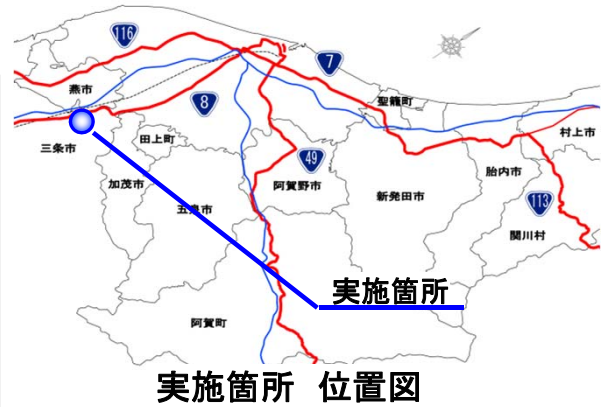 116
7
燕市
8
聖籠町
三条市
田上町
村上市
49
加茂市
五泉市
阿賀野市
新発田市
胎内市
113
関川村
阿賀町
実施箇所
実施箇所 位置図